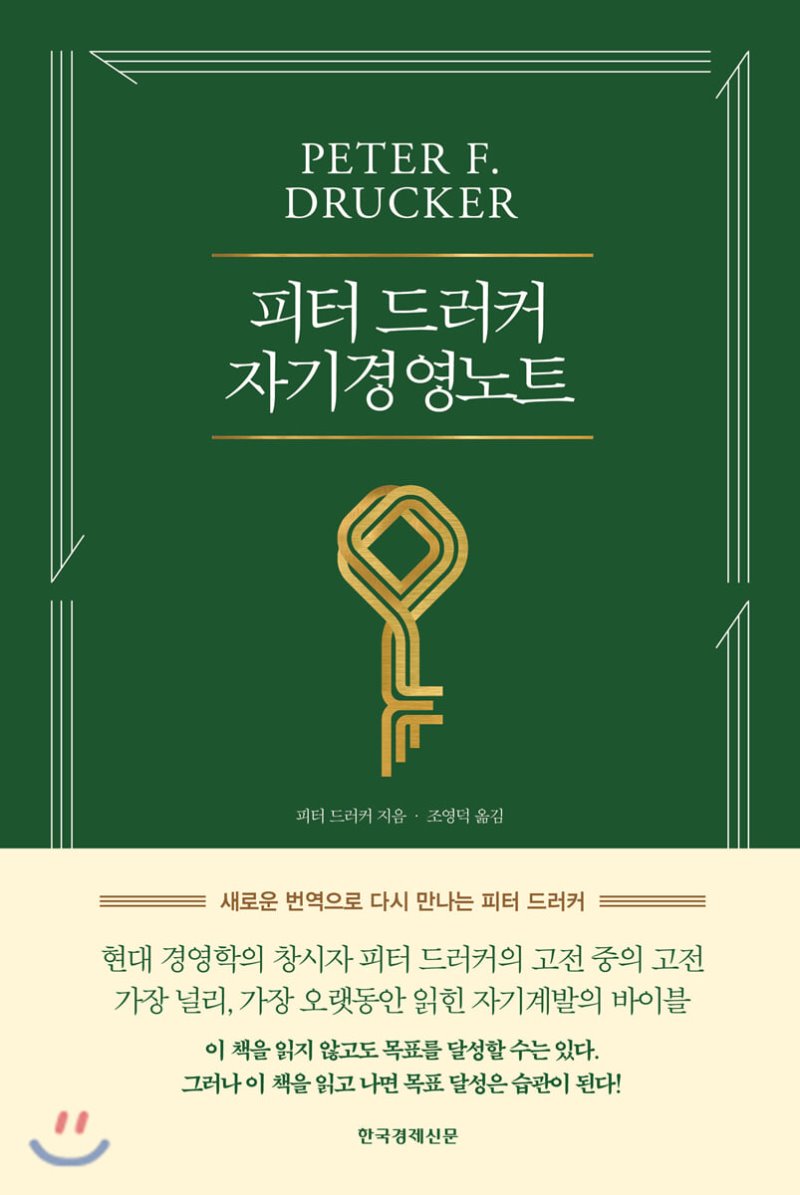 PETER F.
DRUCKER
피터 드러커
자기경영노트
피터 드러커 지음 · 조영덕 옮김
새로운 번역으로 다시 만나는 피터 드러커
현대 경영학의 창시자 피터 드러커의 고전 중의 고전
가장 널리, 가장 오랫동안 읽힌 자기계발의 바이블
이 책을 읽지 않고도 목표를 달성할 수는 있다.
그러나 이 책을 읽고 나면 목표 달성은 습관이 된다!
한국경제신문